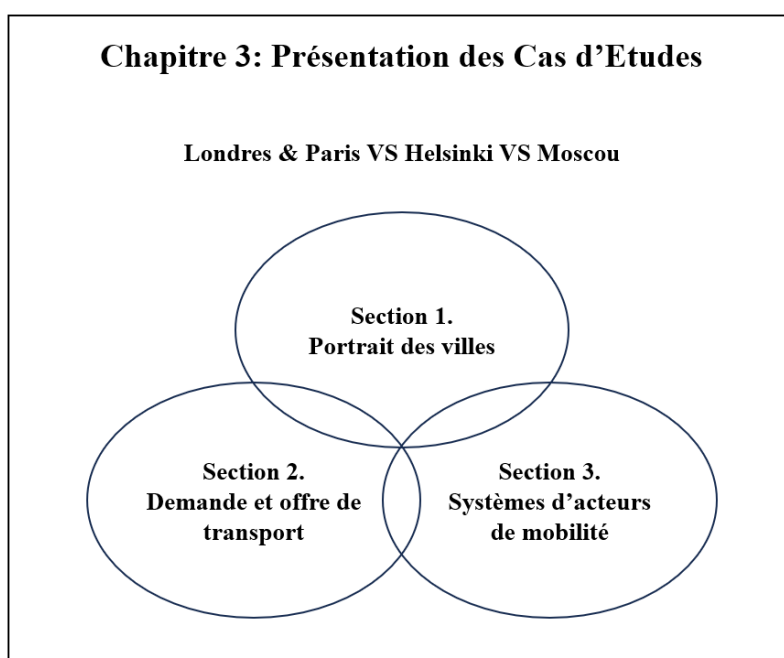 Chapitre 3: Présentation des Cas d'Etudes
Londres & Paris VS Helsinki VS Moscou
Section 1.
Portrait des villes
Section 2.
Demande et offre de
transport
Section 3.
Systèmes d'acteurs
de mobilité